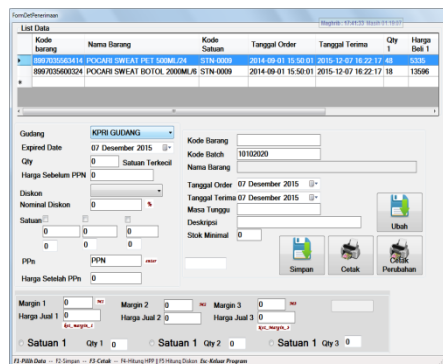 FormDetPenerimaan
Maghrib : 17:41:33
List Data
Kode barang Nama Barang Kode Satuan Tanggal Order Tanggal Terima Qty 1 Harga Beli 1
8997035563414 POCARI SWEAT PET 500ML/24 STN-0009 2014-09-01 15:50:01 2015-12-07 16:22:17 48 5335
8997035600324 POCARI SWEAT BOTOL 2000ML/6 STN-0009 2014-09-01 15:50:01 2015-12-07 16:22:17 18 13596
Gudang KPRI GUDANG
Expired Date 07 Desember 2015
Qty 0 Satuan Terkecil
Harga Sebelum PPN 0
Diskon
Nominal Diskon 0 %
Satuan
0 0 0
0 0 0
PPn PPN enter
Harga Setelah PPn 0
Kode Barang
Kode Batch 10102020
Nama Barang
Tanggal Order 07 Desember 2015
Tanggal Terima 07 Desember 2015
Masa Tunggu
Deskripsi
Stok Minimal 0
Ubah
Simpan
Cetak
Cetak Perubahan
Margin 1 0 Margin 2 0 Margin 3 0
Harga Jual 1 0 Harga Jual 2 0 Harga Jual 3 0
Satuan 1 Qty 1 0 Satuan 1 Qty 2 0 Satuan 1 Qty 3 0
F1-Pilih Data -- F2-Simpan -- F3-Cetak -- F4-Hitung HPP | F5 Hitung Diskon Esc-Keluar Program